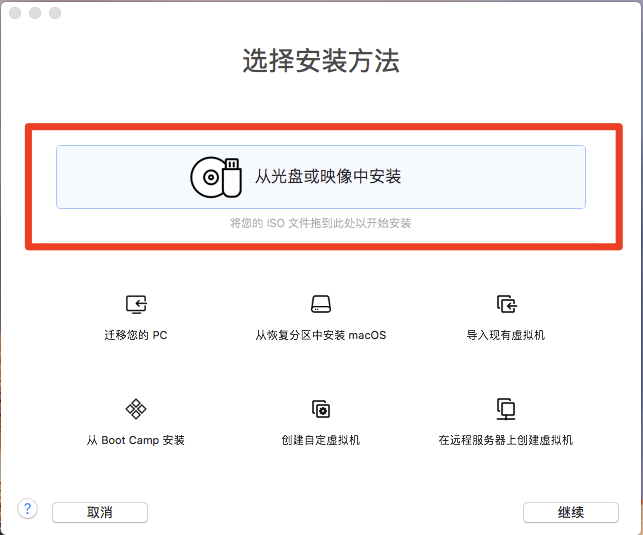 选择安装方法
从光盘或映像中安装
将您的 ISO 文件拖到此处以开始安装
迁移您的 PC
从恢复分区中安装 macOS
导入现有虚拟机
从 Boot Camp 安装
创建自定虚拟机
在远程服务器上创建虚拟机
?
取消
继续